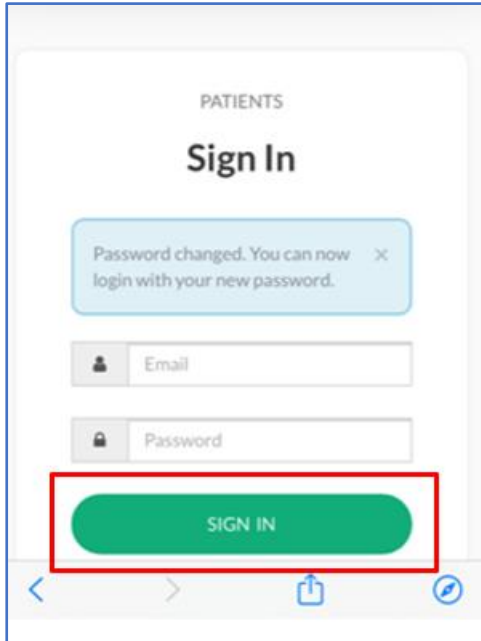 PATIENTS
Sign In
Password changed. You can now
login with your new password.
Email
Password
SIGN IN